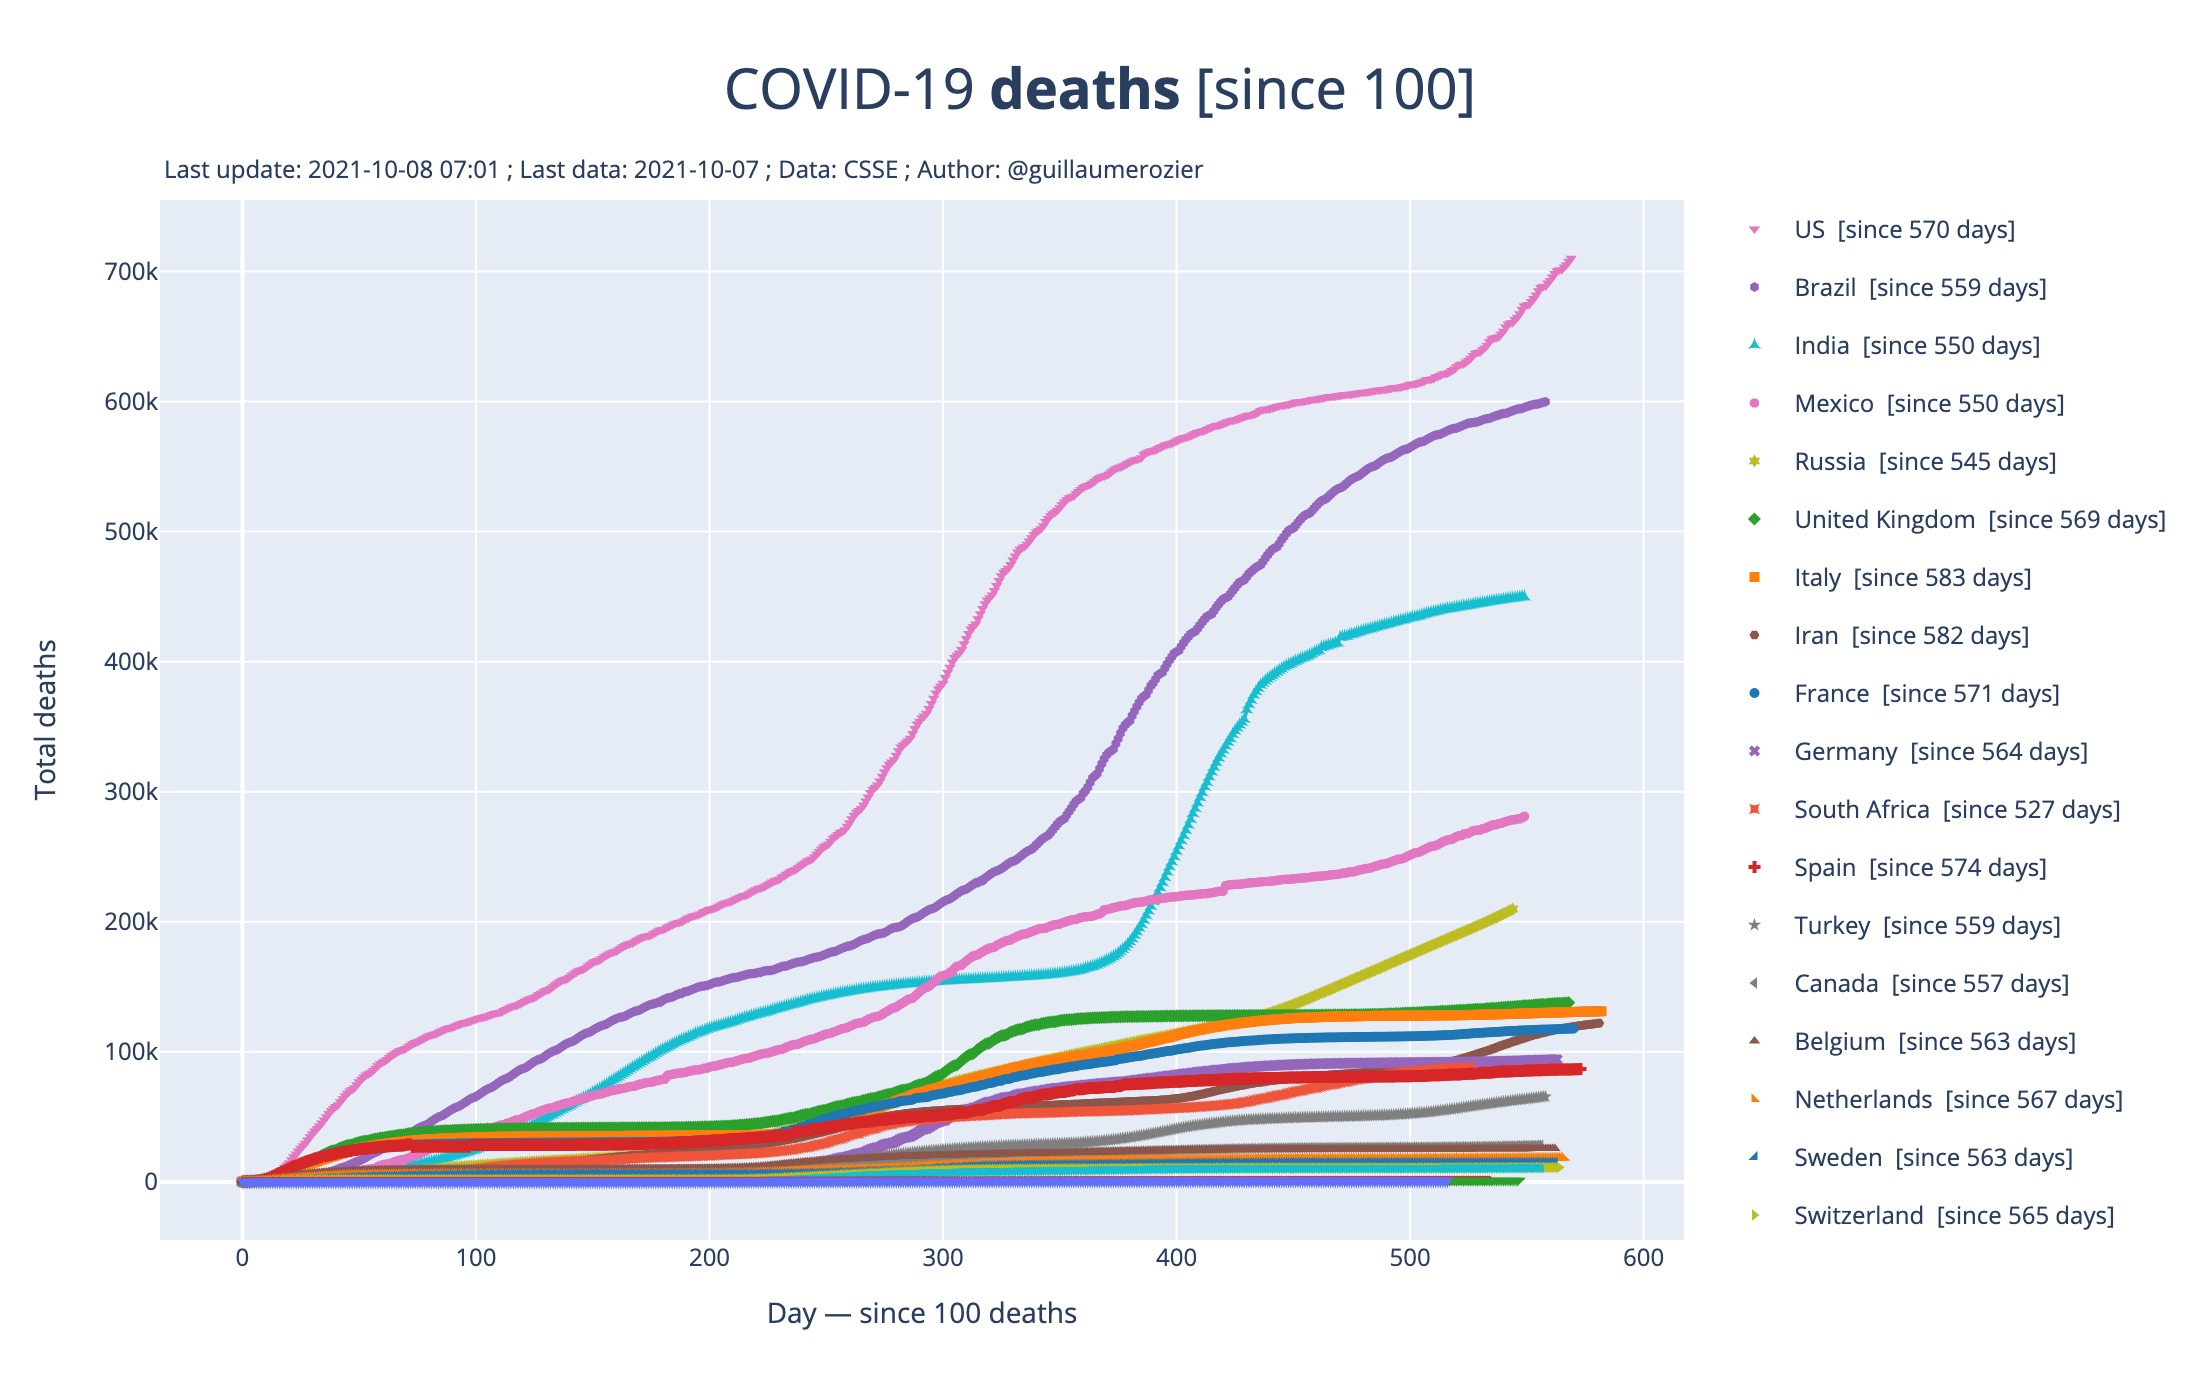 COVID-19 deaths [since 100]
Last update: 2021-10-08 07:01 ; Last data: 2021-10-07 ; Data: CSSE ; Author: @guillaumerozier
Total deaths
700k
600k
500k
400k
300k
200k
100k
0
0 100 200 300 400 500 600
Day — since 100 deaths
US [since 570 days]
Brazil [since 559 days]
India [since 550 days]
Mexico [since 550 days]
Russia [since 545 days]
United Kingdom [since 569 days]
Italy [since 583 days]
Iran [since 582 days]
France [since 571 days]
Germany [since 564 days]
South Africa [since 527 days]
Spain [since 574 days]
Turkey [since 559 days]
Canada [since 557 days]
Belgium [since 563 days]
Netherlands [since 567 days]
Sweden [since 563 days]
Switzerland [since 565 days]